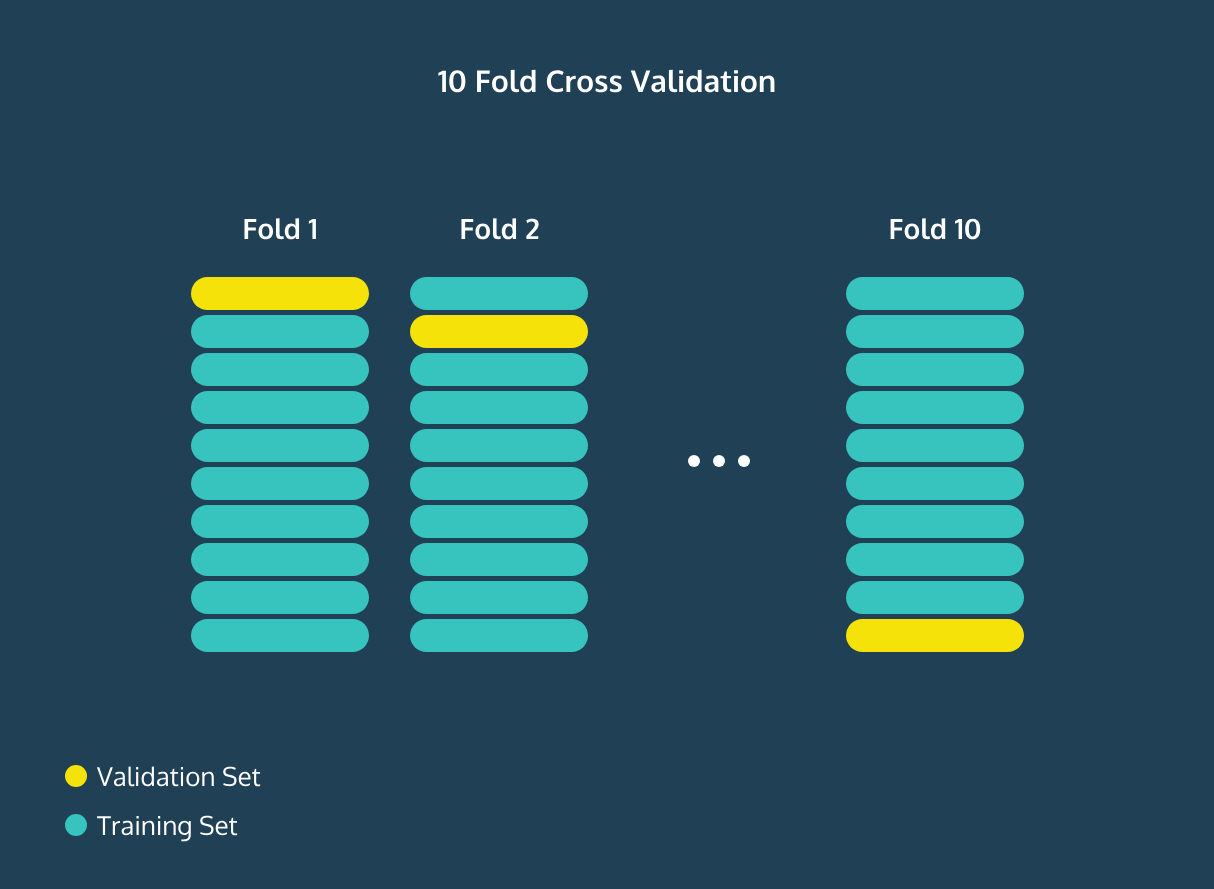 10 Fold Cross Validation
Fold 1
Fold 2
Fold 10
Validation Set
Training Set